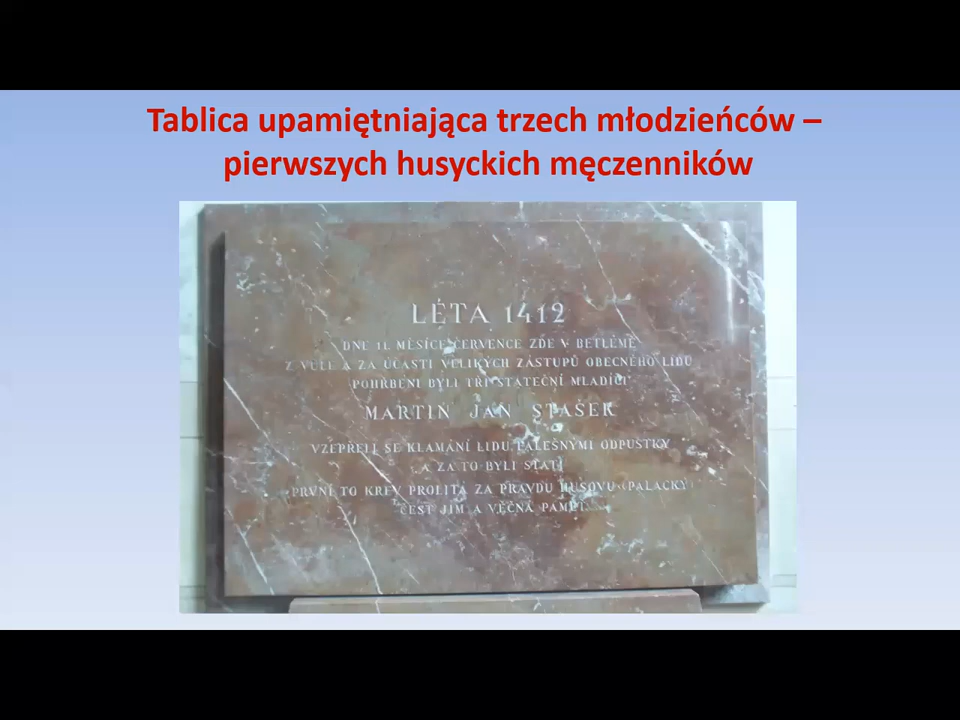 Tablica upamiętniająca trzech młodzieńców –
pierwszych husyckich męczenników
LÉTA 1412
DNE 11. MĚSÍCE ČERVENCE ZDE V BETLÉMĚ
Z VŮLE A ZA ÚČASTI VELIKÝCH ZÁSTUPŮ OBECNÉHO LIDU
POHŘBENI BYLI TŘI STATEČNÍ MLADÍCI
MARTIN JAN STAŠEK
VZEPŘELI SE KLAMÁNÍ LIDU FALEŠNÝMI ODPUSTKY
A ZA TO BYLI STATI
PRVNÍ TO KREV PROLITÁ ZA PRAVDU HUSOVU (PALACKÝ)
ČEST JIM A VĚČNÁ PAMĚŤ